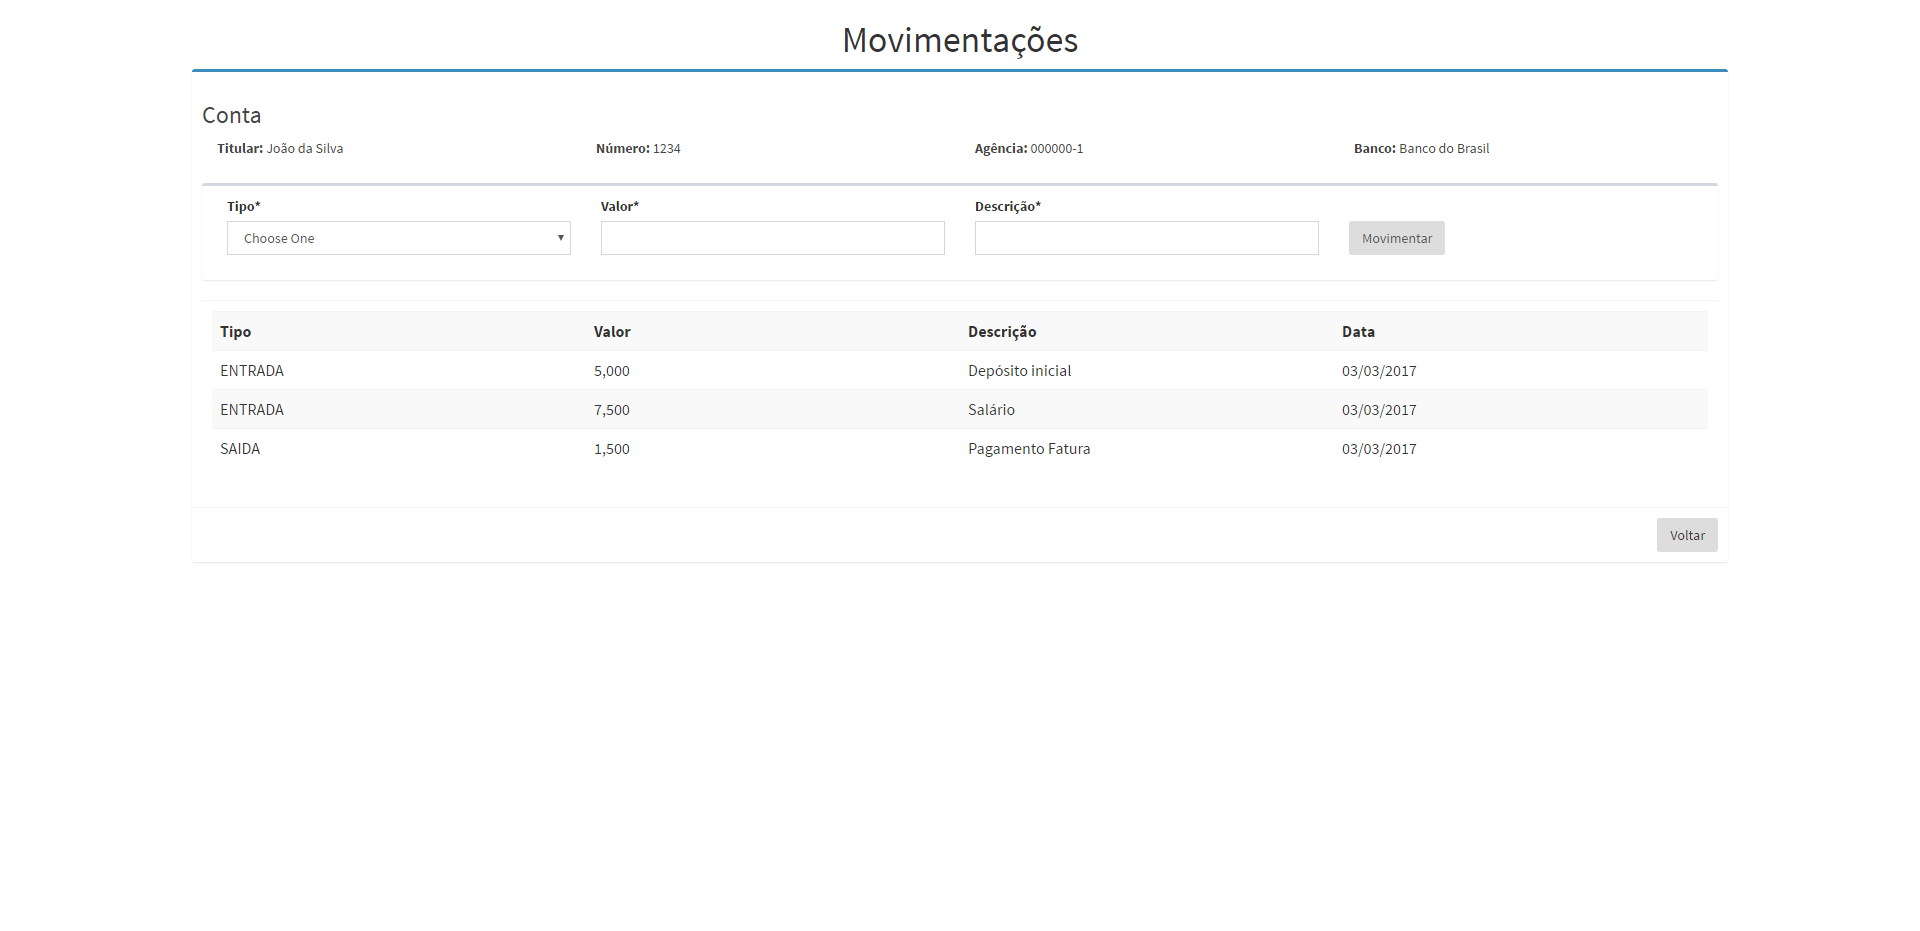 Movimentações
Conta
Titular: João da Silva Número: 1234 Agência: 000000-1 Banco: Banco do Brasil
Tipo* Valor* Descrição*
Choose One Movimentar
Tipo Valor Descrição Data
ENTRADA 5,000 Depósito inicial 03/03/2017
ENTRADA 7,500 Salário 03/03/2017
SAIDA 1,500 Pagamento Fatura 03/03/2017
Voltar